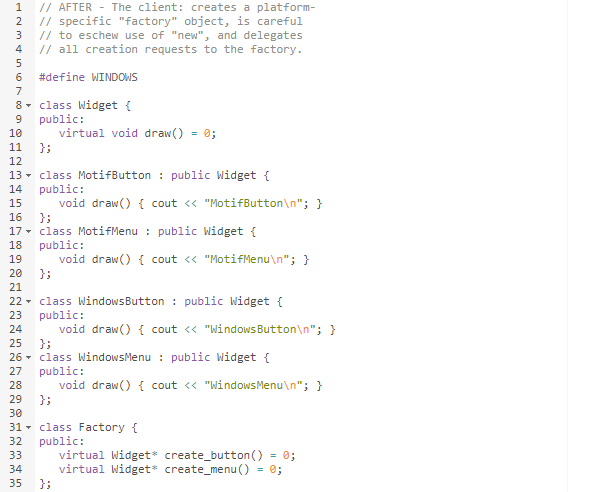 1 // AFTER - The client: creates a platform-
2 // specific "factory" object, is careful
3 // to eschew use of "new", and delegates
4 // all creation requests to the factory.
5
6 #define WINDOWS
7
8 class Widget {
9 public:
10    virtual void draw() = 0;
11 };
12
13 class MotifButton : public Widget {
14 public:
15    void draw() { cout << "MotifButton\n"; }
16 };
17 class MotifMenu : public Widget {
18 public:
19    void draw() { cout << "MotifMenu\n"; }
20 };
21
22 class WindowsButton : public Widget {
23 public:
24    void draw() { cout << "WindowsButton\n"; }
25 };
26 class WindowsMenu : public Widget {
27 public:
28    void draw() { cout << "WindowsMenu\n"; }
29 };
30
31 class Factory {
32 public:
33    virtual Widget* create_button() = 0;
34    virtual Widget* create_menu() = 0;
35 };